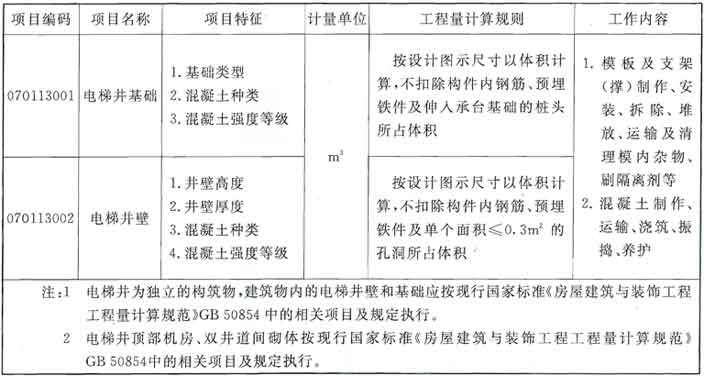 项目编码 项目名称 项目特征 计量单位 工程量计算规则 工作内容
070113001 电梯井基础
1.基础类型
2.混凝土种类
3.混凝土强度等级
m³
按设计图示尺寸以体积计
算,不扣除构件内钢筋、预埋
铁件及伸入承台基础的桩头
所占体积
1. 模板及支架
(撑)制作、安
装、拆除、堆
放、运输及清
理模内杂物、
刷隔离剂等
2. 混凝土制作、
运输、浇筑、振
捣、养护
070113002 电梯井壁
1.井壁高度
2.井壁厚度
3.混凝土种类
4.混凝土强度等级
按设计图示尺寸以体积计
算,不扣除构件内钢筋、预埋
铁件及单个面积≤0.3m² 的
孔洞所占体积
注:1 电梯井为独立的构筑物,建筑物内的电梯井壁和基础应按现行国家标准《房屋建筑与装饰工程
工程量计算规范》GB 50854 中的相关项目及规定执行。
2 电梯井顶部机房、双井道间砌体按现行国家标准《房屋建筑与装饰工程工程量计算规范》
GB 50854中的相关项目及规定执行。